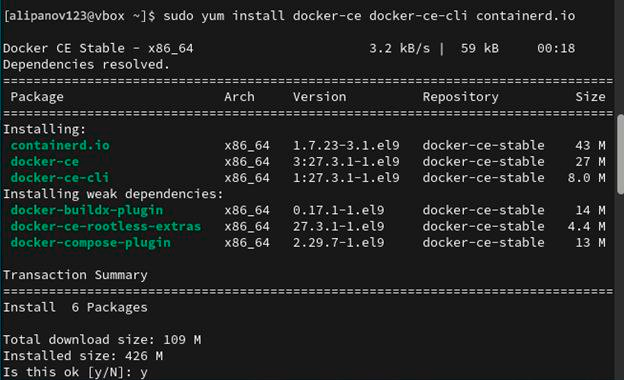 [alipanov123@vbox ~]$ sudo yum install docker-ce docker-ce-cli containerd.io
Docker CE Stable - x86_64                      3.2 kB/s |  59 kB     00:18
Dependencies resolved.
================================================================================
 Package                    Arch     Version           Repository          Size
================================================================================
Installing:
 containerd.io              x86_64   1.7.23-3.1.el9    docker-ce-stable    43 M
 docker-ce                  x86_64   3:27.3.1-1.el9    docker-ce-stable    27 M
 docker-ce-cli              x86_64   1:27.3.1-1.el9    docker-ce-stable   8.0 M
Installing weak dependencies:
 docker-buildx-plugin       x86_64   0.17.1-1.el9      docker-ce-stable    14 M
 docker-ce-rootless-extras  x86_64   27.3.1-1.el9      docker-ce-stable   4.4 M
 docker-compose-plugin      x86_64   2.29.7-1.el9      docker-ce-stable    13 M
Transaction Summary
================================================================================
Install  6 Packages
Total download size: 109 M
Installed size: 426 M
Is this ok [y/N]: y